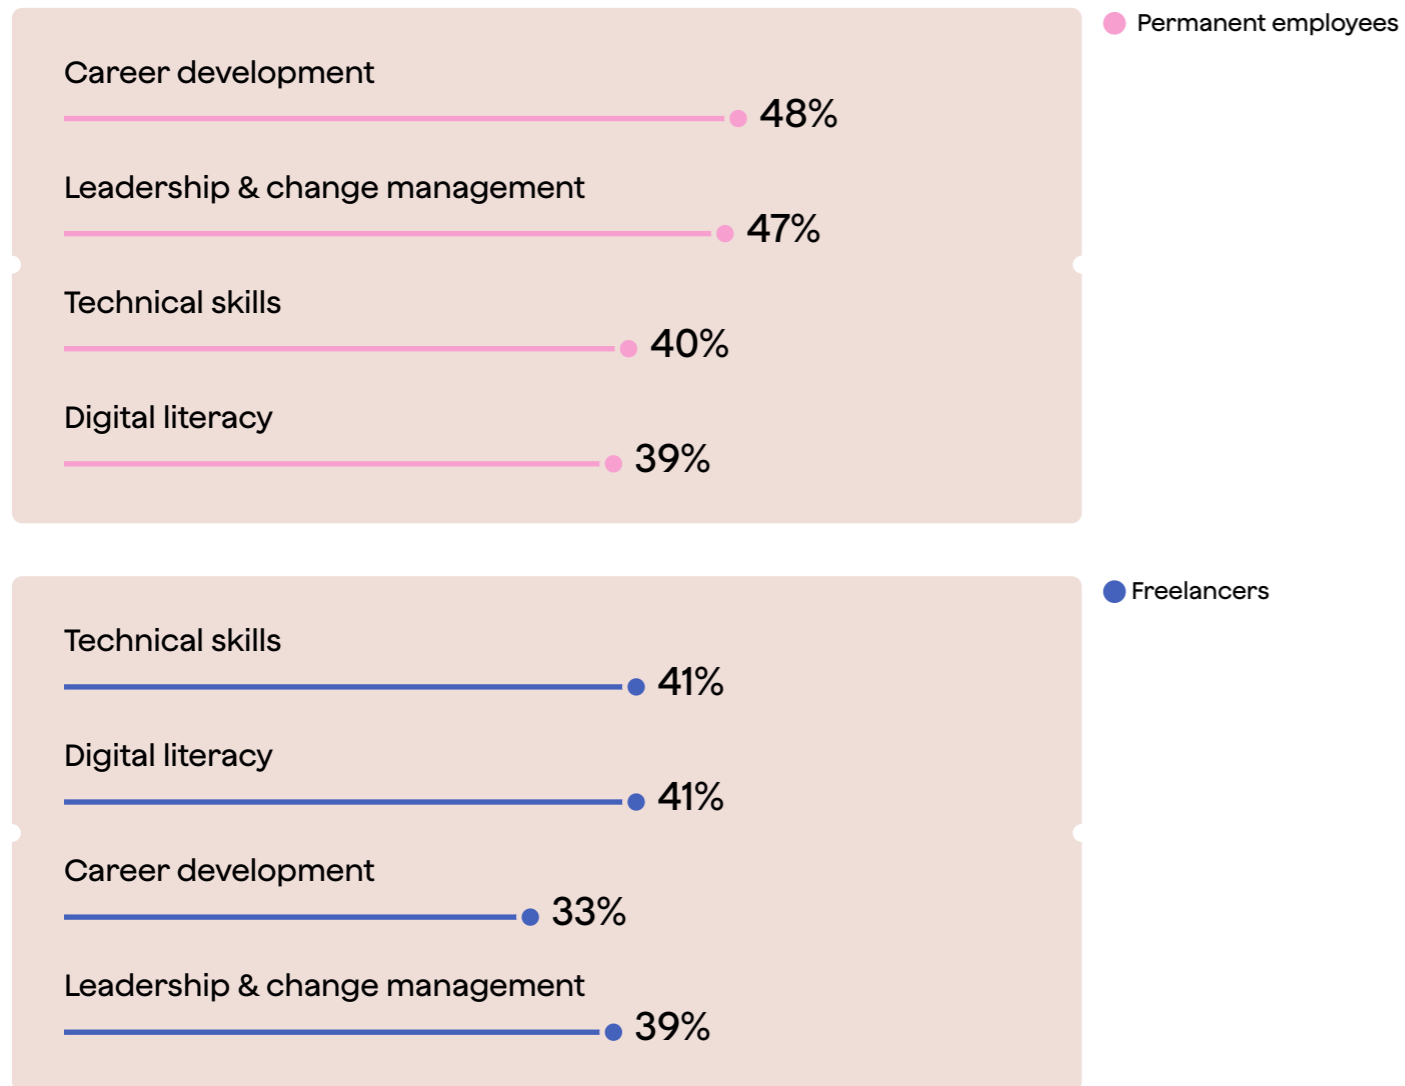 Permanent employees
Career development
48%
Leadership & change management
47%
Technical skills
40%
Digital literacy
39%
Freelancers
Technical skills
41%
Digital literacy
41%
Career development
33%
Leadership & change management
39%